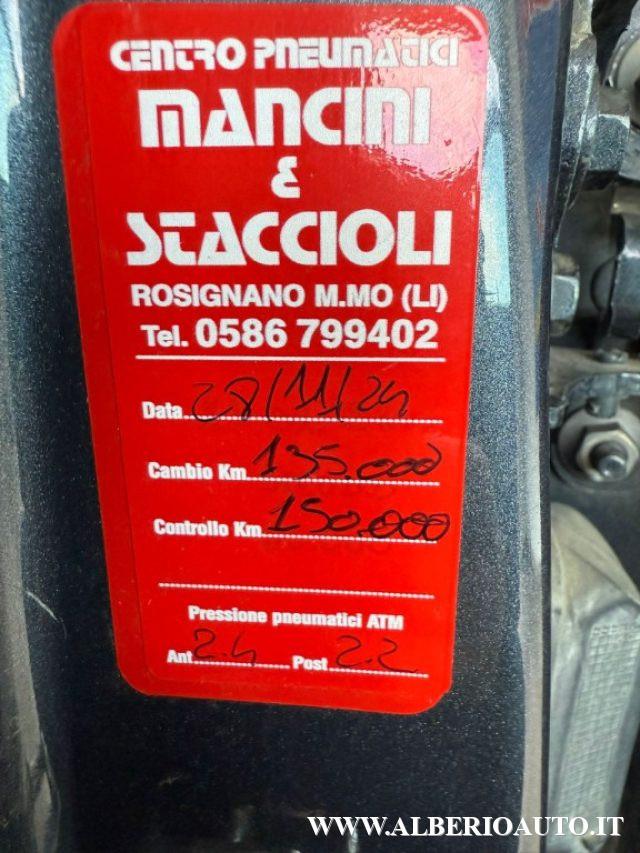 CENTRO PNEUMATICI
MANCINI
&
STACCIOLI
ROSIGNANO M.MO (LI)
Tel. 0586 799402
Data 28/11/24
Cambio Km 135.000
Controllo Km 150.000
Pressione pneumatici ATM
Ant 2.4 Post 2.2
WWW.ALBERIOAUTO.IT